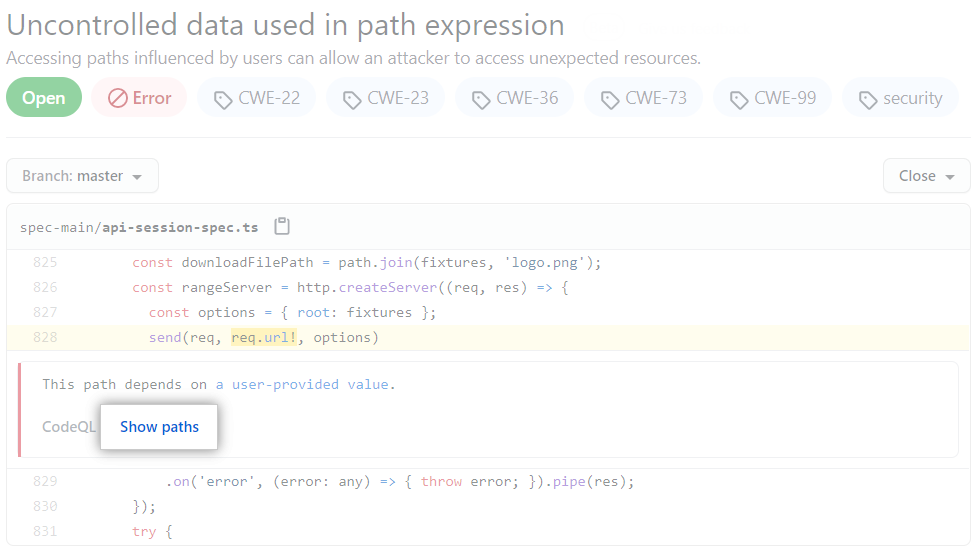 Uncontrolled data used in path expression
Accessing paths influenced by users can allow an attacker to access unexpected resources.
Open Error CWE-22 CWE-23 CWE-36 CWE-73 CWE-99 security
Branch: master Close
spec-main/api-session-spec.ts
825 const downloadFilePath = path.join(fixtures, 'logo.png');
826 const rangeServer = http.createServer((req, res) => {
827 const options = { root: fixtures };
828 send(req, req.url!, options)
This path depends on a user-provided value.
CodeQL Show paths
829 .on('error', (error: any) => { throw error; }).pipe(res);
830 });
831 try {